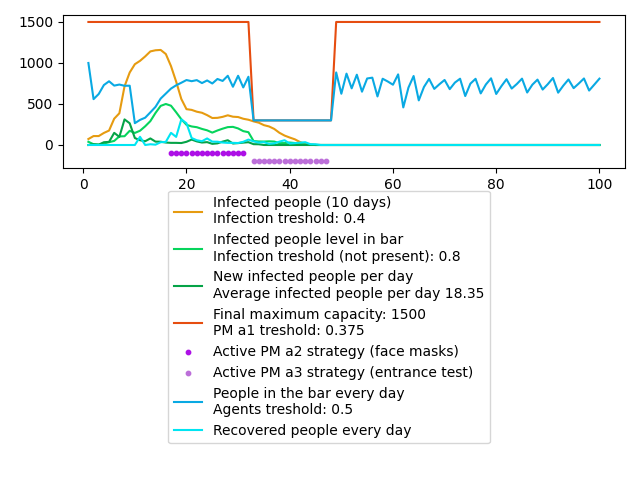 1500
1000
500
0
0 20 40 60 80 100
Infected people (10 days)
Infection treshold: 0.4
Infected people level in bar
Infection treshold (not present): 0.8
New infected people per day
Average infected people per day 18.35
Final maximum capacity: 1500
PM a1 treshold: 0.375
Active PM a2 strategy (face masks)
Active PM a3 strategy (entrance test)
People in the bar every day
Agents treshold: 0.5
Recovered people every day